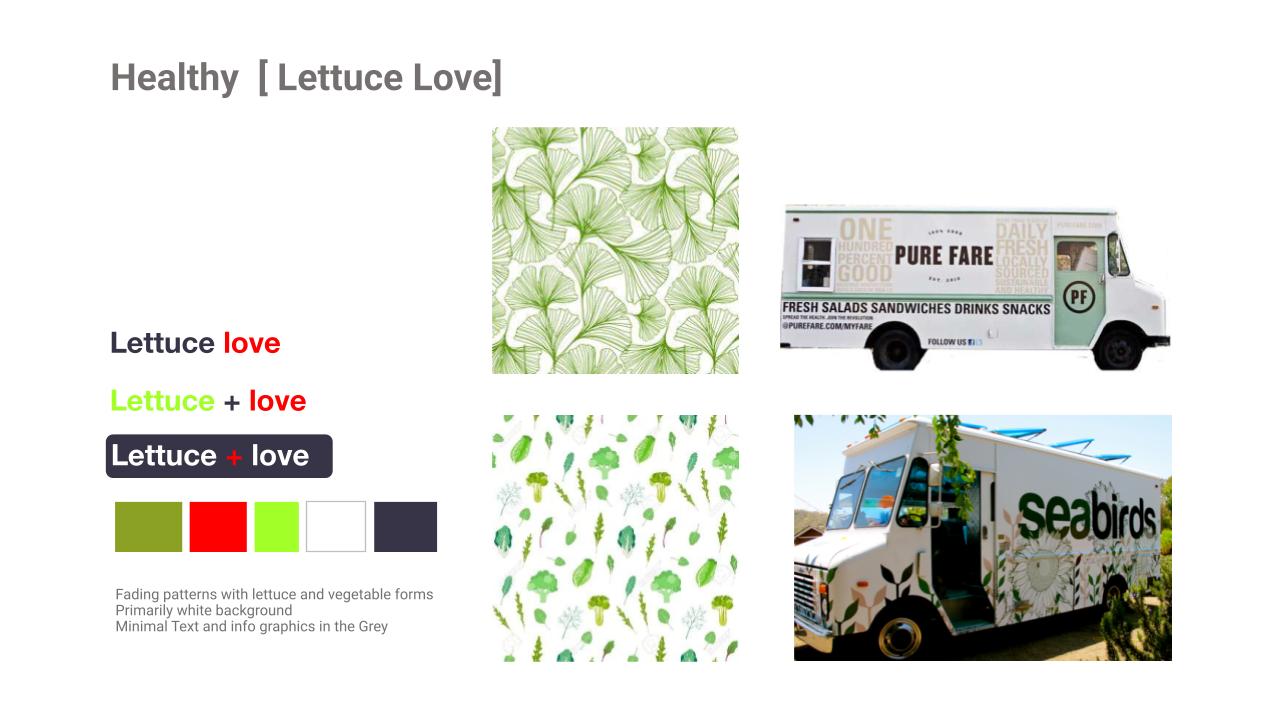 Healthy [ Lettuce Love]
Lettuce love
Lettuce + love
Lettuce + love
Fading patterns with lettuce and vegetable forms
Primarily white background
Minimal Text and info graphics in the Grey
ONE
HUNDRED
PERCENT
GOOD
100% GOOD
PURE FARE
EST. 2010
DAILY
FRESH
LOCALLY
SOURCED
SUSTAINABLE
AND HEALTHY
PUREFARE.COM
PF
FRESH SALADS SANDWICHES DRINKS SNACKS
SPREAD THE HEALTH. JOIN THE REVOLUTION
@PUREFARE.COM/MYFARE
FOLLOW US
seabirds